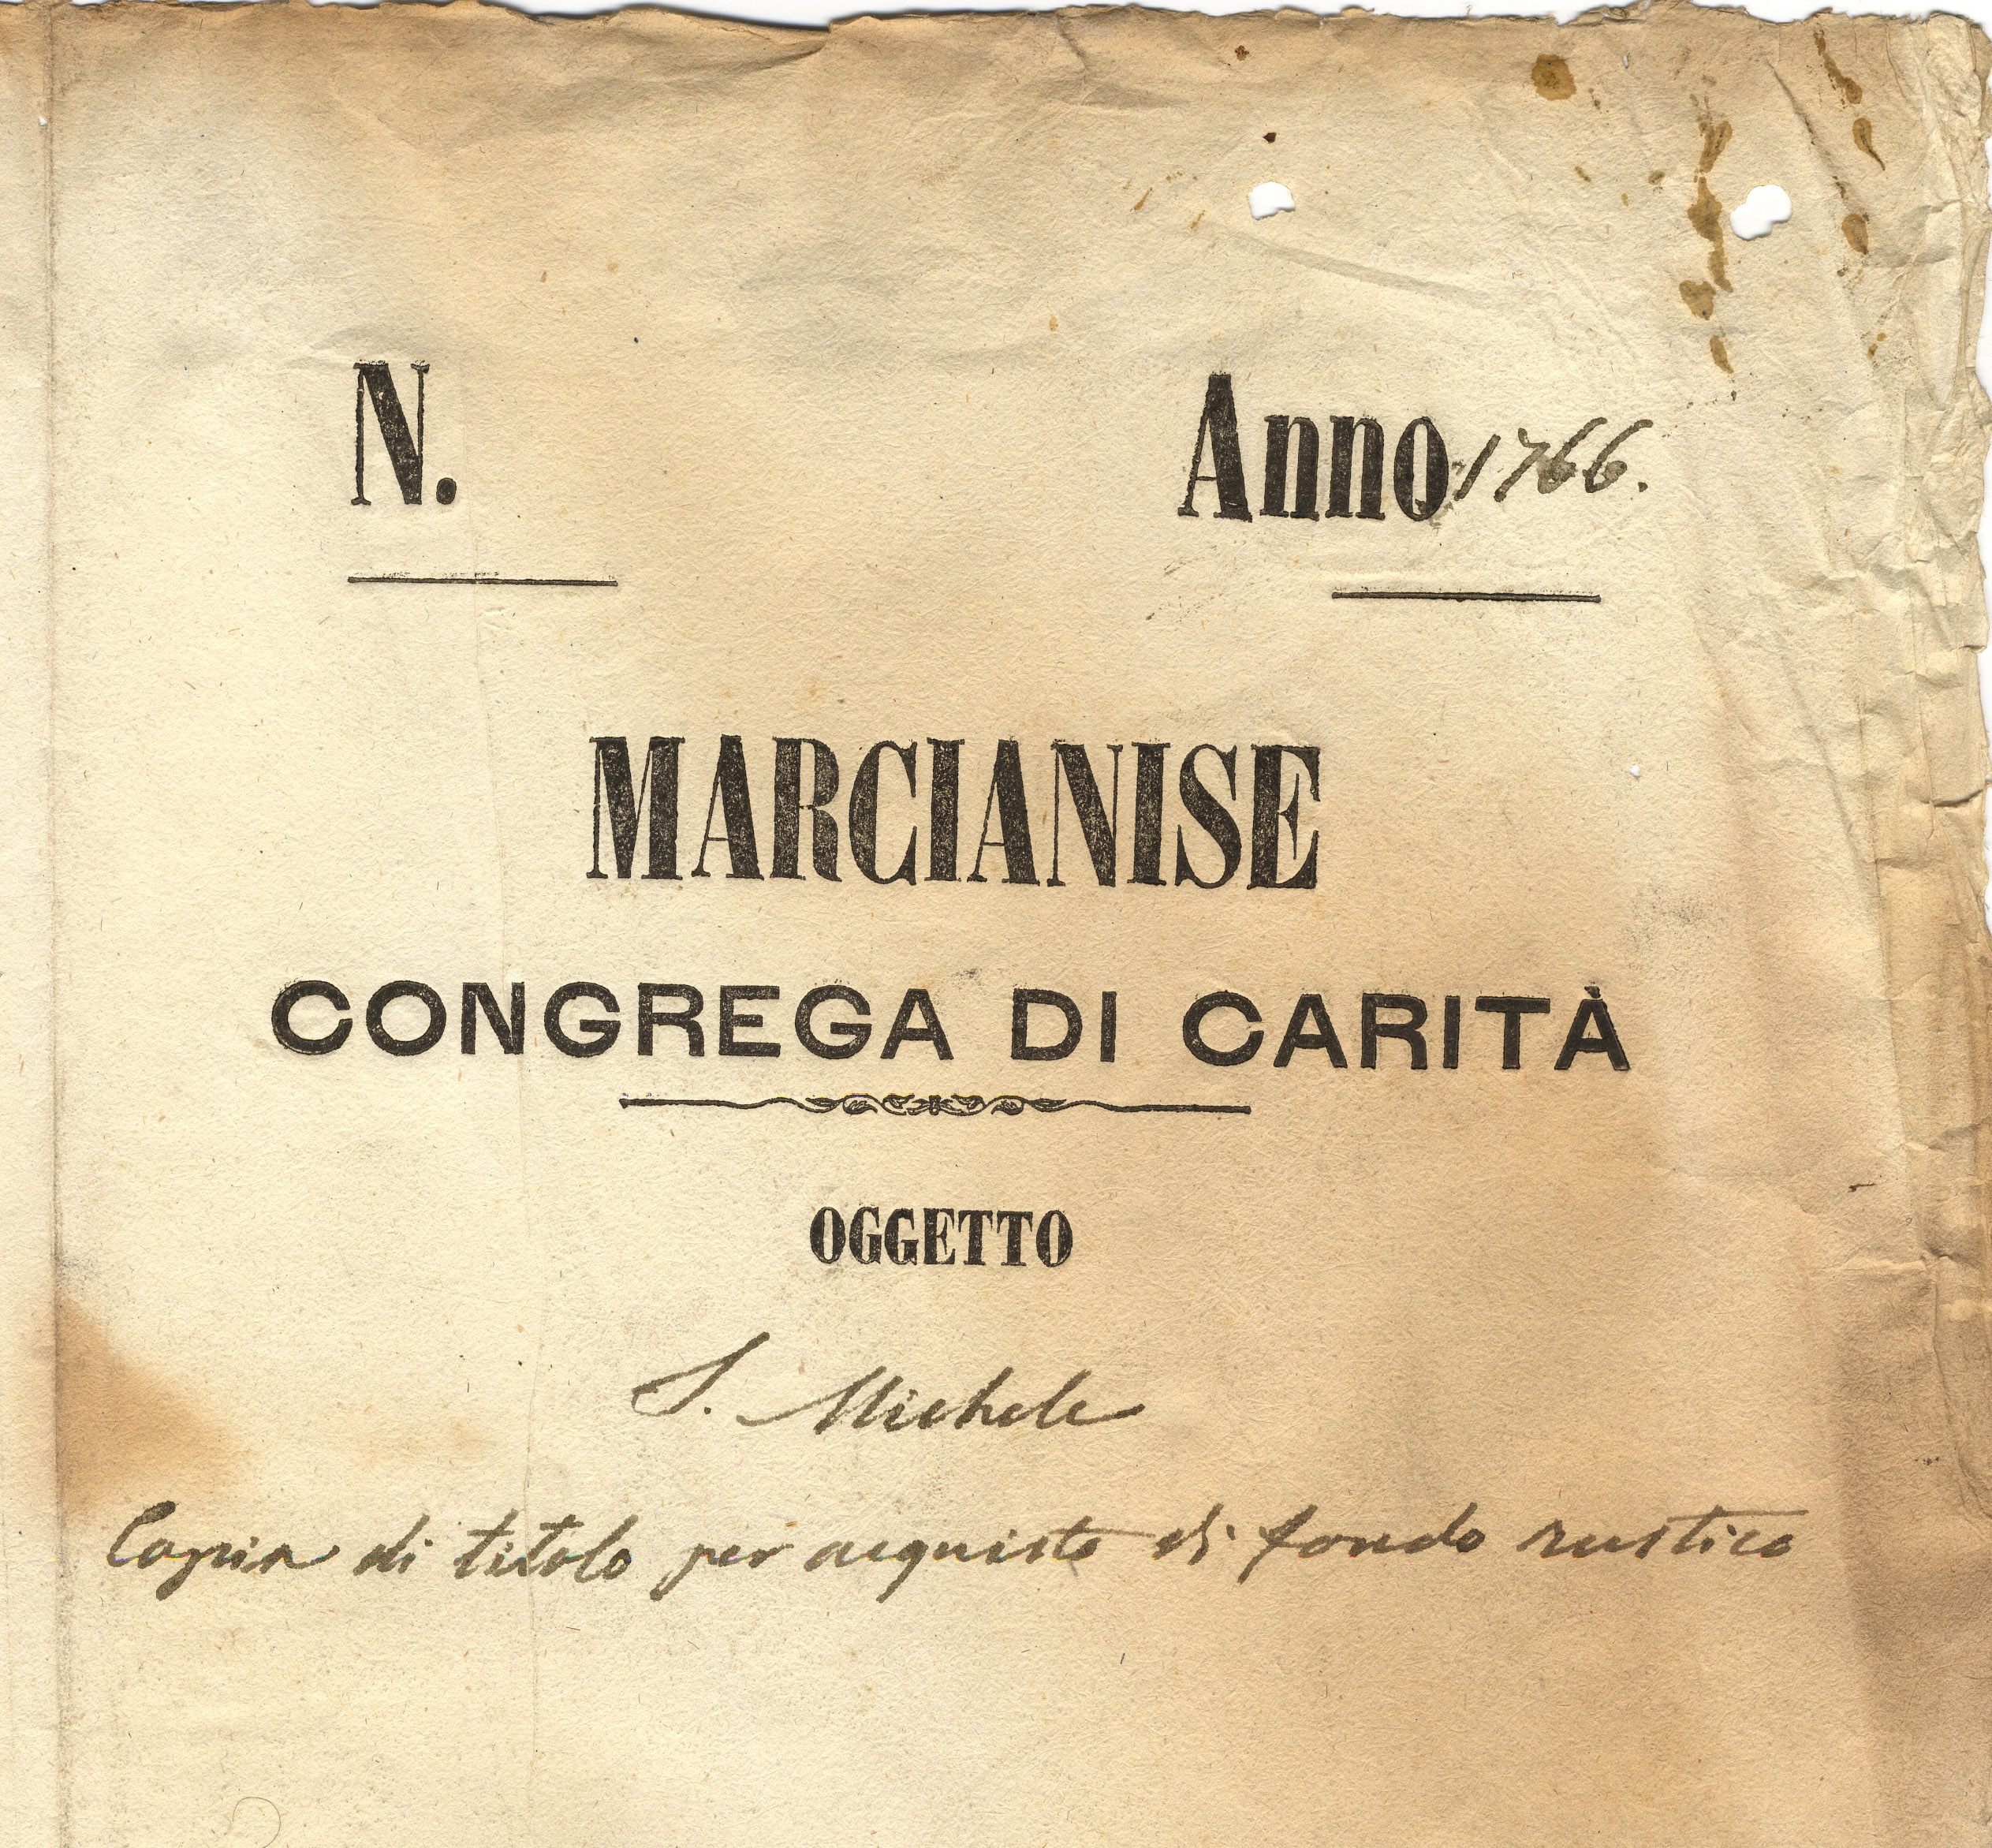 N. Anno 1766.
MARCIANISE
CONGREGA DI CARITÀ
OGGETTO
S. Michele
Copia di titolo per acquisto di fondo rustico